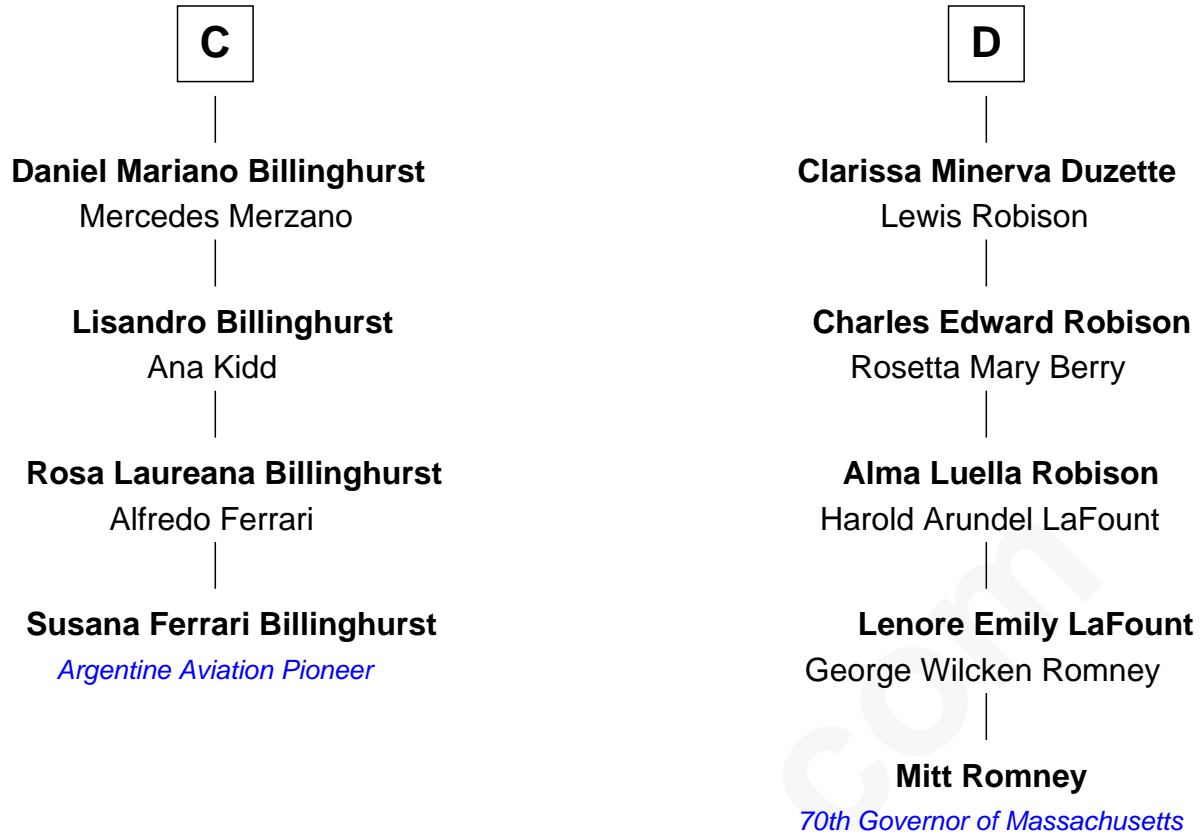 C
Daniel Mariano Billinghurst
Mercedes Merzano
Lisandro Billinghurst
Ana Kidd
Rosa Laureana Billinghurst
Alfredo Ferrari
Susana Ferrari Billinghurst
Argentine Aviation Pioneer
D
Clarissa Minerva Duzette
Lewis Robison
Charles Edward Robison
Rosetta Mary Berry
Alma Luella Robison
Harold Arundel LaFount
Lenore Emily LaFount
George Wilcken Romney
Mitt Romney
70th Governor of Massachusetts
com